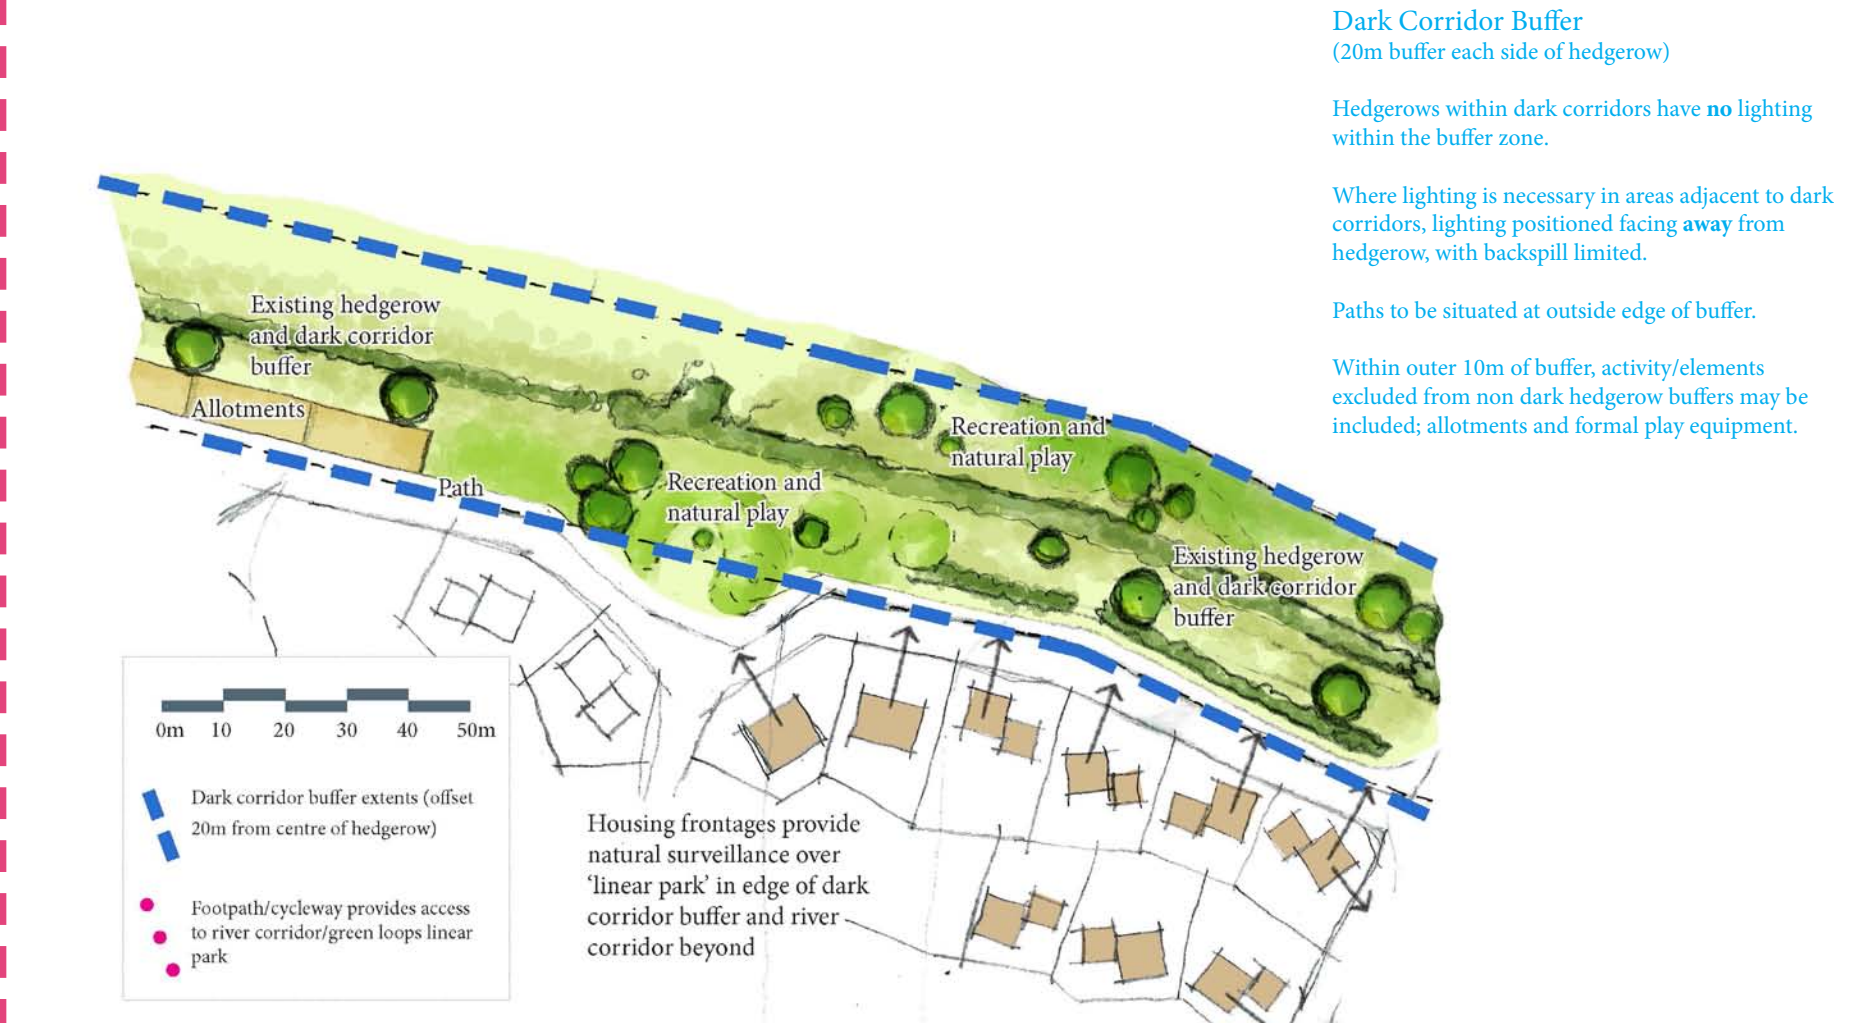 Dark Corridor Buffer
(20m buffer each side of hedgerow)
Hedgerows within dark corridors have no lighting
within the buffer zone.
Where lighting is necessary in areas adjacent to dark
corridors, lighting positioned facing away from
hedgerow, with backspill limited.
Paths to be situated at outside edge of buffer.
Within outer 10m of buffer, activity/elements
excluded from non dark hedgerow buffers may be
included; allotments and formal play equipment.
Existing hedgerow
and dark corridor
buffer
Allotments
Path
Recreation and
natural play
Recreation and
natural play
Existing hedgerow
and dark corridor
buffer
Housing frontages provide
natural surveillance over
‘linear park’ in edge of dark
corridor buffer and river
corridor beyond
0m 10 20 30 40 50m
Dark corridor buffer extents (offset
20m from centre of hedgerow)
Footpath/cycleway provides access
to river corridor/green loops linear
park